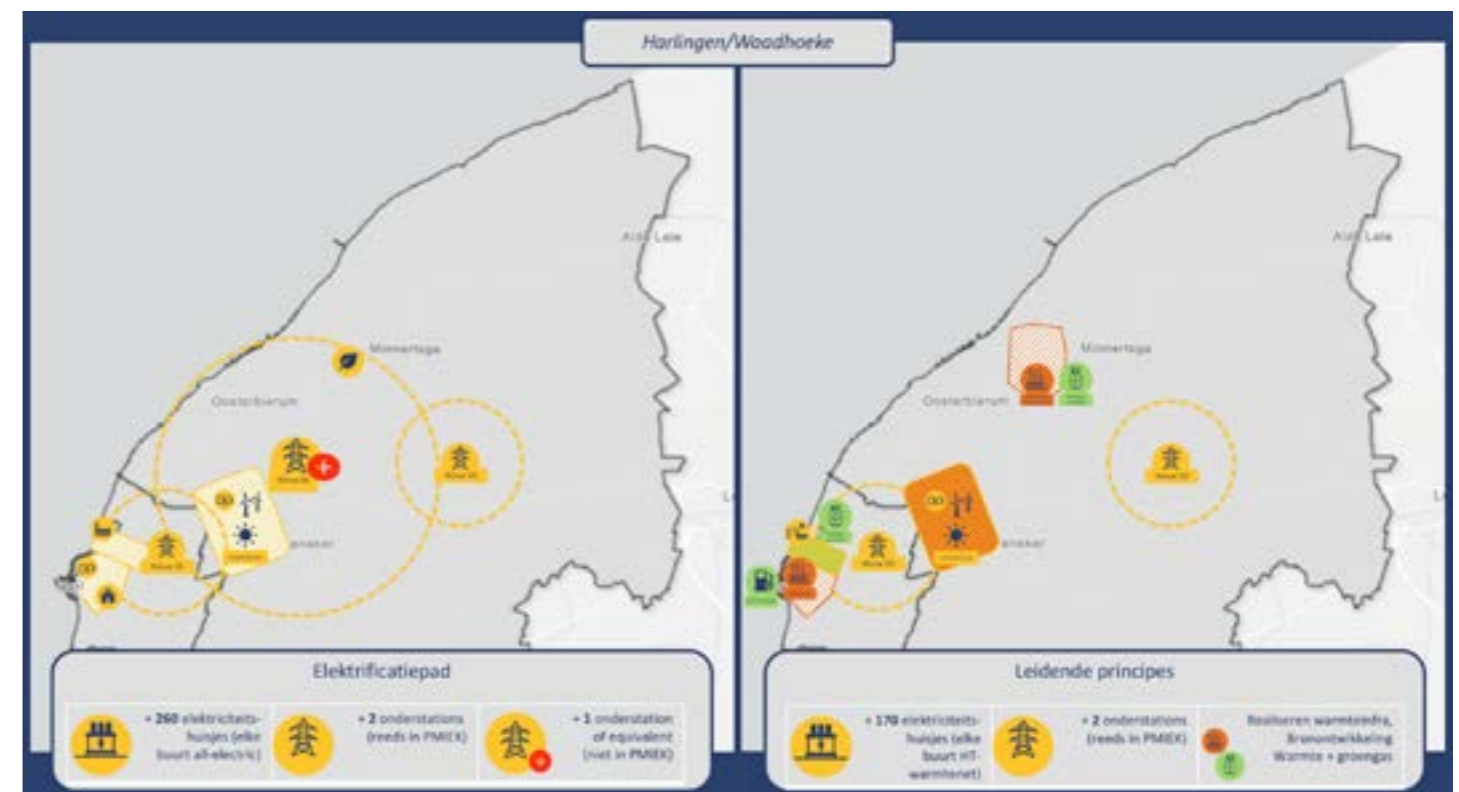 Harlingen/Waadhoeke
Minnertsga
Oosterbierum
Minnertsga
Oosterbierum
Elektrificatiepad
+ 260 elektriciteits-
huisjes (elke
buurt all-electric)
+ 2 onderstations
(reeds in PMIEK)
+ 1 onderstation
of equivalent
(niet in PMIEK)
Leidende principes
+ 170 elektriciteits-
huisjes (elke
buurt HT-
warmtenet)
+ 2 onderstations
(reeds in PMIEK)
Realiseren warmteinfra,
Bronontwikkeling
Warmte + groengas